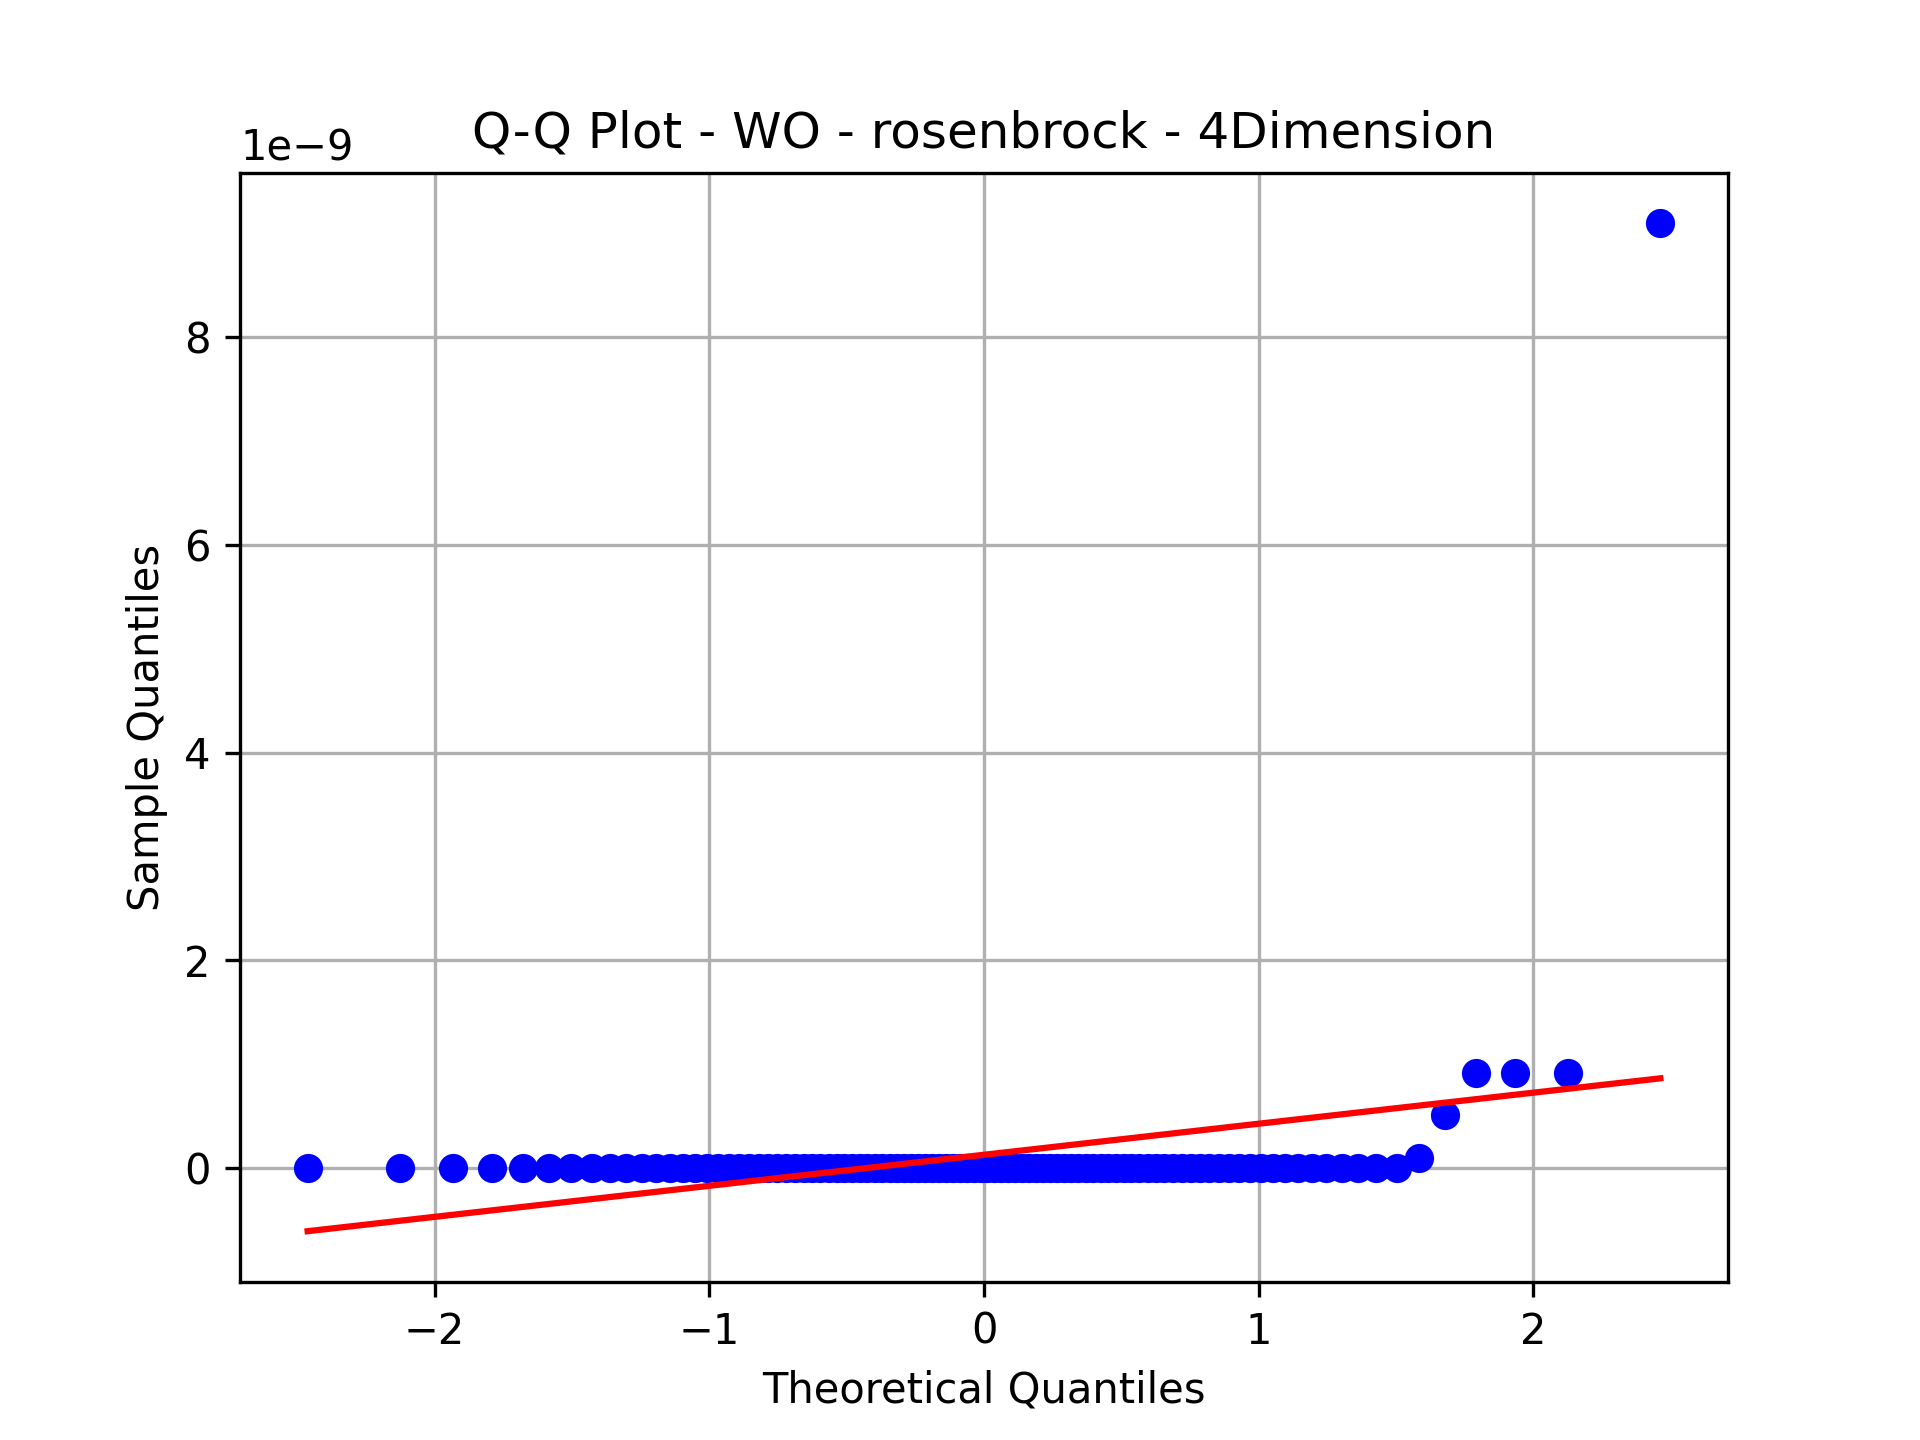 Q-Q Plot - WO - rosenbrock - 4Dimension
1e−9
8
6
4
2
0
Sample Quantiles
−2 −1 0 1 2
Theoretical Quantiles